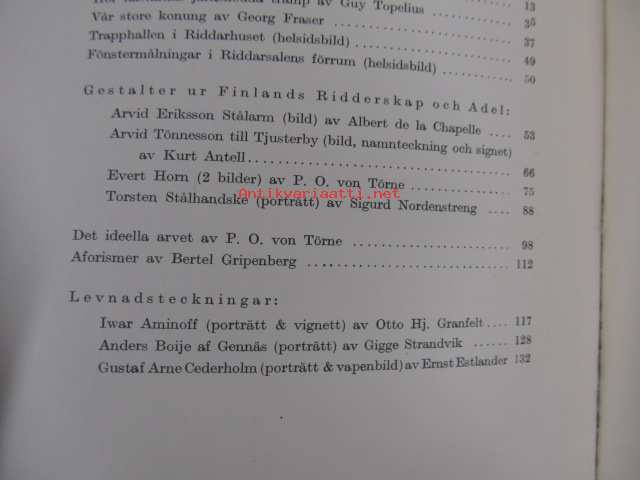 tramp av Guy Topelius 13
Vår store konung av Georg Fraser 35
Trapphallen i Riddarhuset (helsidsbild) 37
Fönstermålningar i Riddarsalens förrum (helsidsbild) 49
50
Gestalter ur Finlands Ridderskap och Adel:
Arvid Eriksson Stålarm (bild) av Albert de la Chapelle .... 53
Arvid Tönnesson till Tjusterby (bild, namnteckning och signet)
av Kurt Antell ........ 66
Evert Horn (2 bilder) av P. O. von Törne ........ 75
Antikvariaatti.net
Torsten Stålhandske (porträtt) av Sigurd Nordenstreng .... 88
Det ideella arvet av P. O. von Törne ........ 98
Aforismer av Bertel Gripenberg ........ 112
Levnadsteckningar:
Iwar Aminoff (porträtt & vignett) av Otto Hj. Granfelt .... 117
Anders Boije af Gennäs (porträtt) av Gigge Strandvik ...... 128
Gustaf Arne Cederholm (porträtt & vapenbild) av Ernst Estlander 132